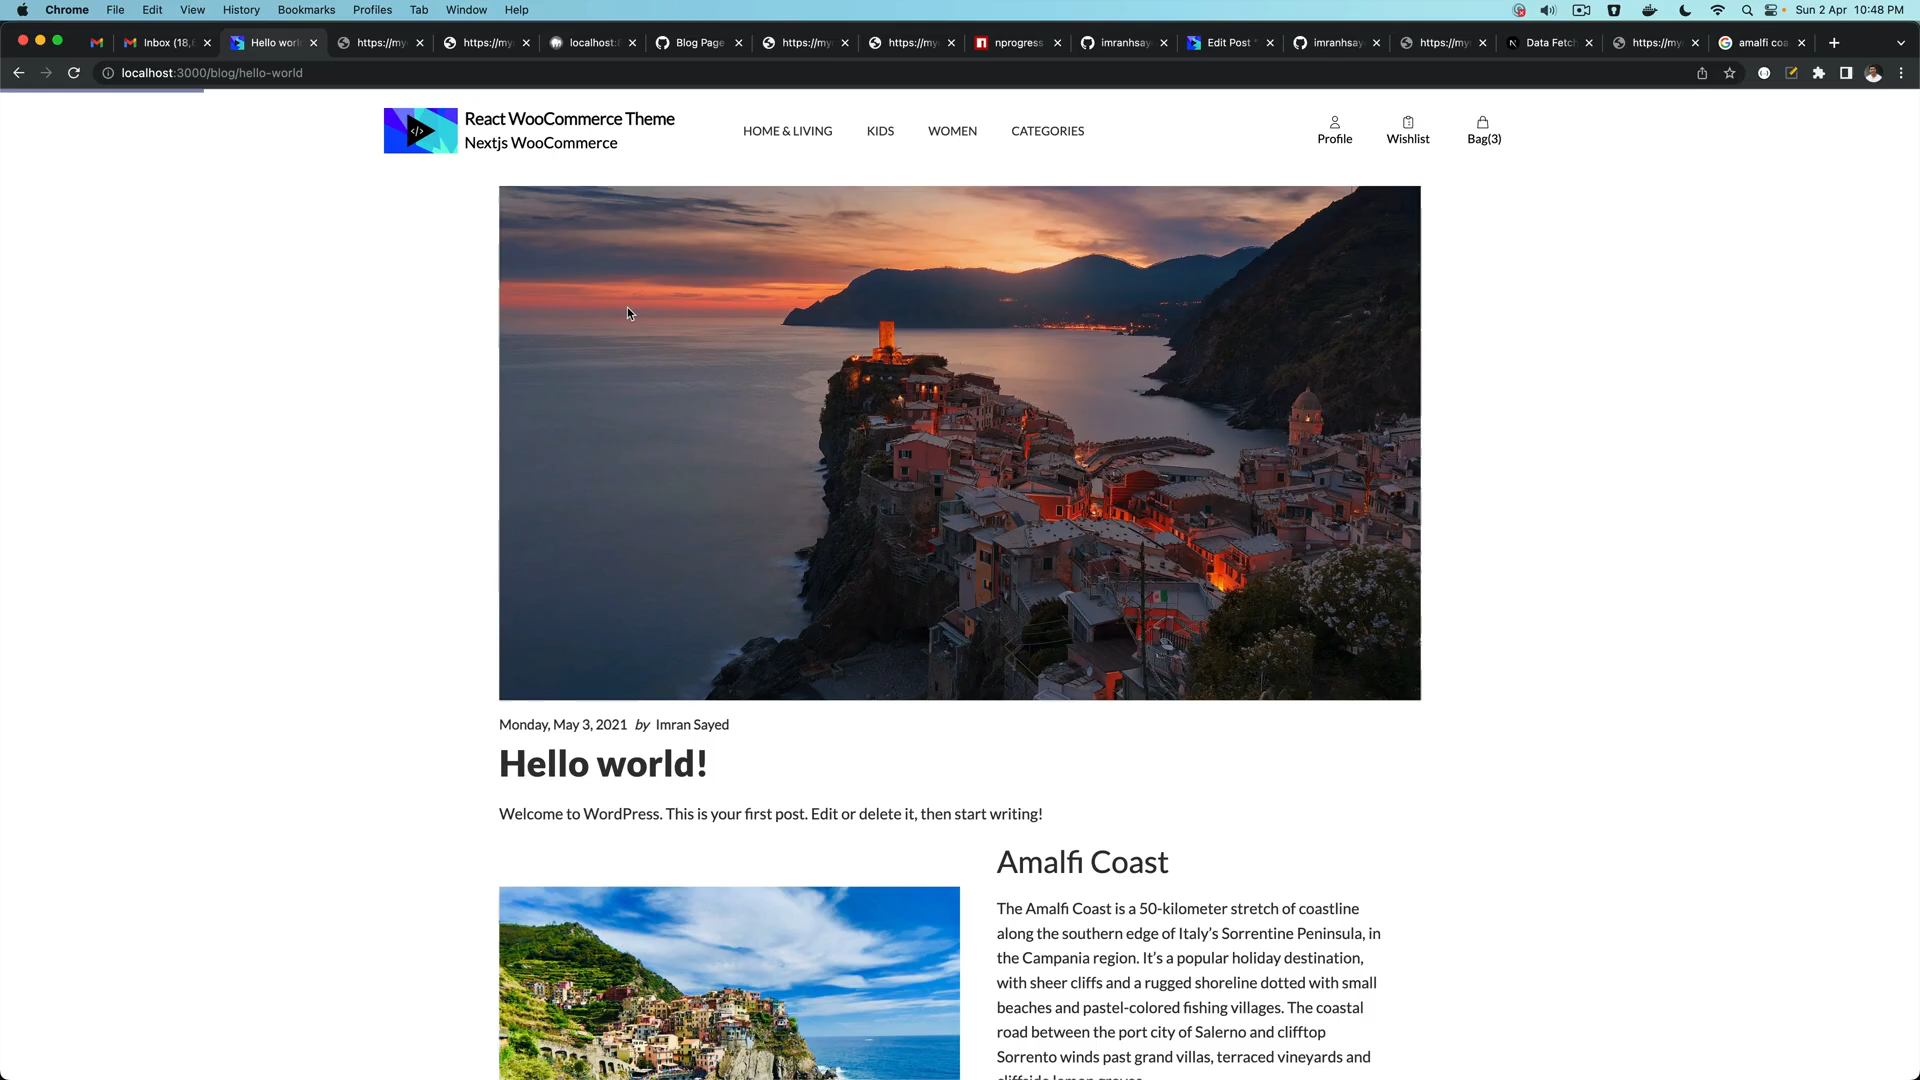 Chrome File Edit View History Bookmarks Profiles Tab Window Help Sun 2 Apr 10:48 PM
Inbox (18, Hello worl https://my https://my localhost: Blog Page https://my https://my nprogress imranhsay Edit Post " imranhsay https://my Data Fetch https://my amalfi coa
localhost:3000/blog/hello-world
React WooCommerce Theme
Nextjs WooCommerce
HOME & LIVING KIDS WOMEN CATEGORIES
Profile Wishlist Bag(3)
Monday, May 3, 2021 by Imran Sayed
Hello world!
Welcome to WordPress. This is your first post. Edit or delete it, then start writing!
Amalfi Coast
The Amalfi Coast is a 50-kilometer stretch of coastline
along the southern edge of Italy’s Sorrentine Peninsula, in
the Campania region. It’s a popular holiday destination,
with sheer cliffs and a rugged shoreline dotted with small
beaches and pastel-colored fishing villages. The coastal
road between the port city of Salerno and clifftop
Sorrento winds past grand villas, terraced vineyards and
cliffside lemon groves.